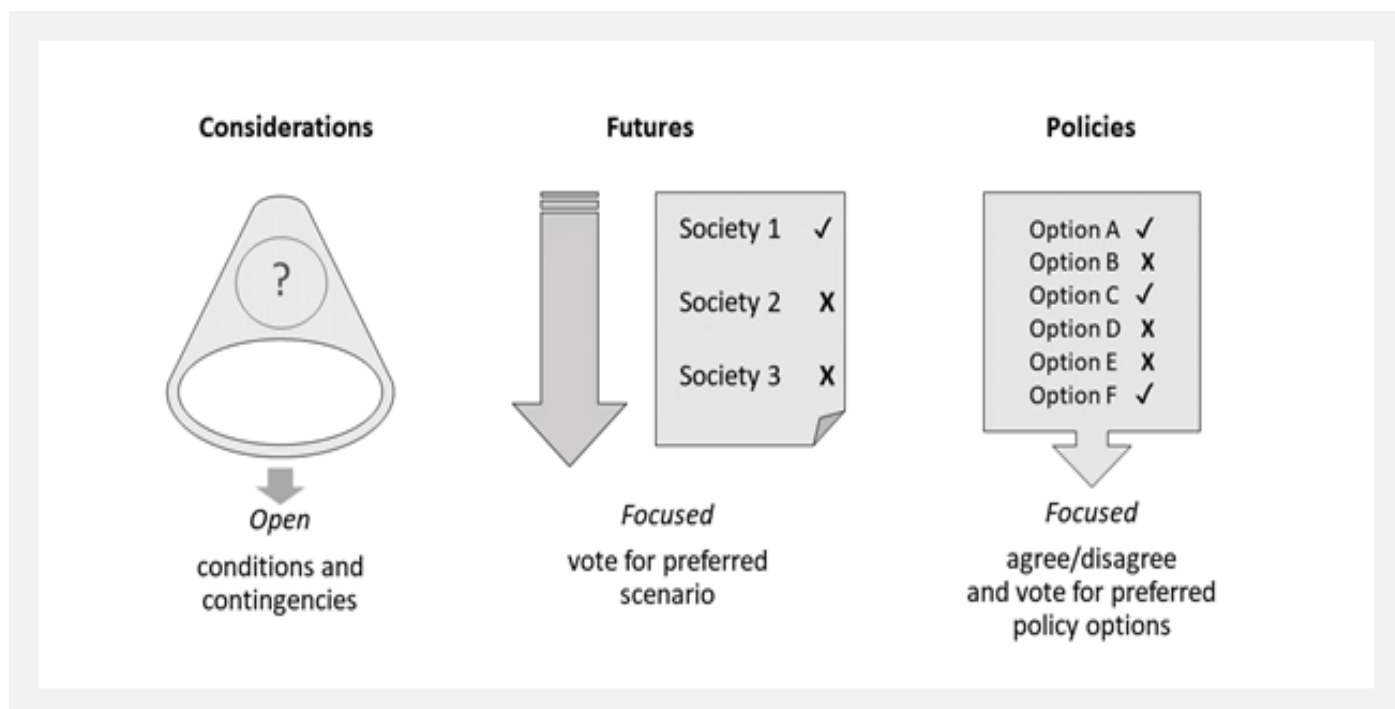 Considerations
?
Open
conditions and
contingencies
Futures
Society 1 ✓
Society 2 X
Society 3 X
Focused
vote for preferred
scenario
Policies
Option A ✓
Option B X
Option C ✓
Option D X
Option E X
Option F ✓
Focused
agree/disagree
and vote for preferred
policy options